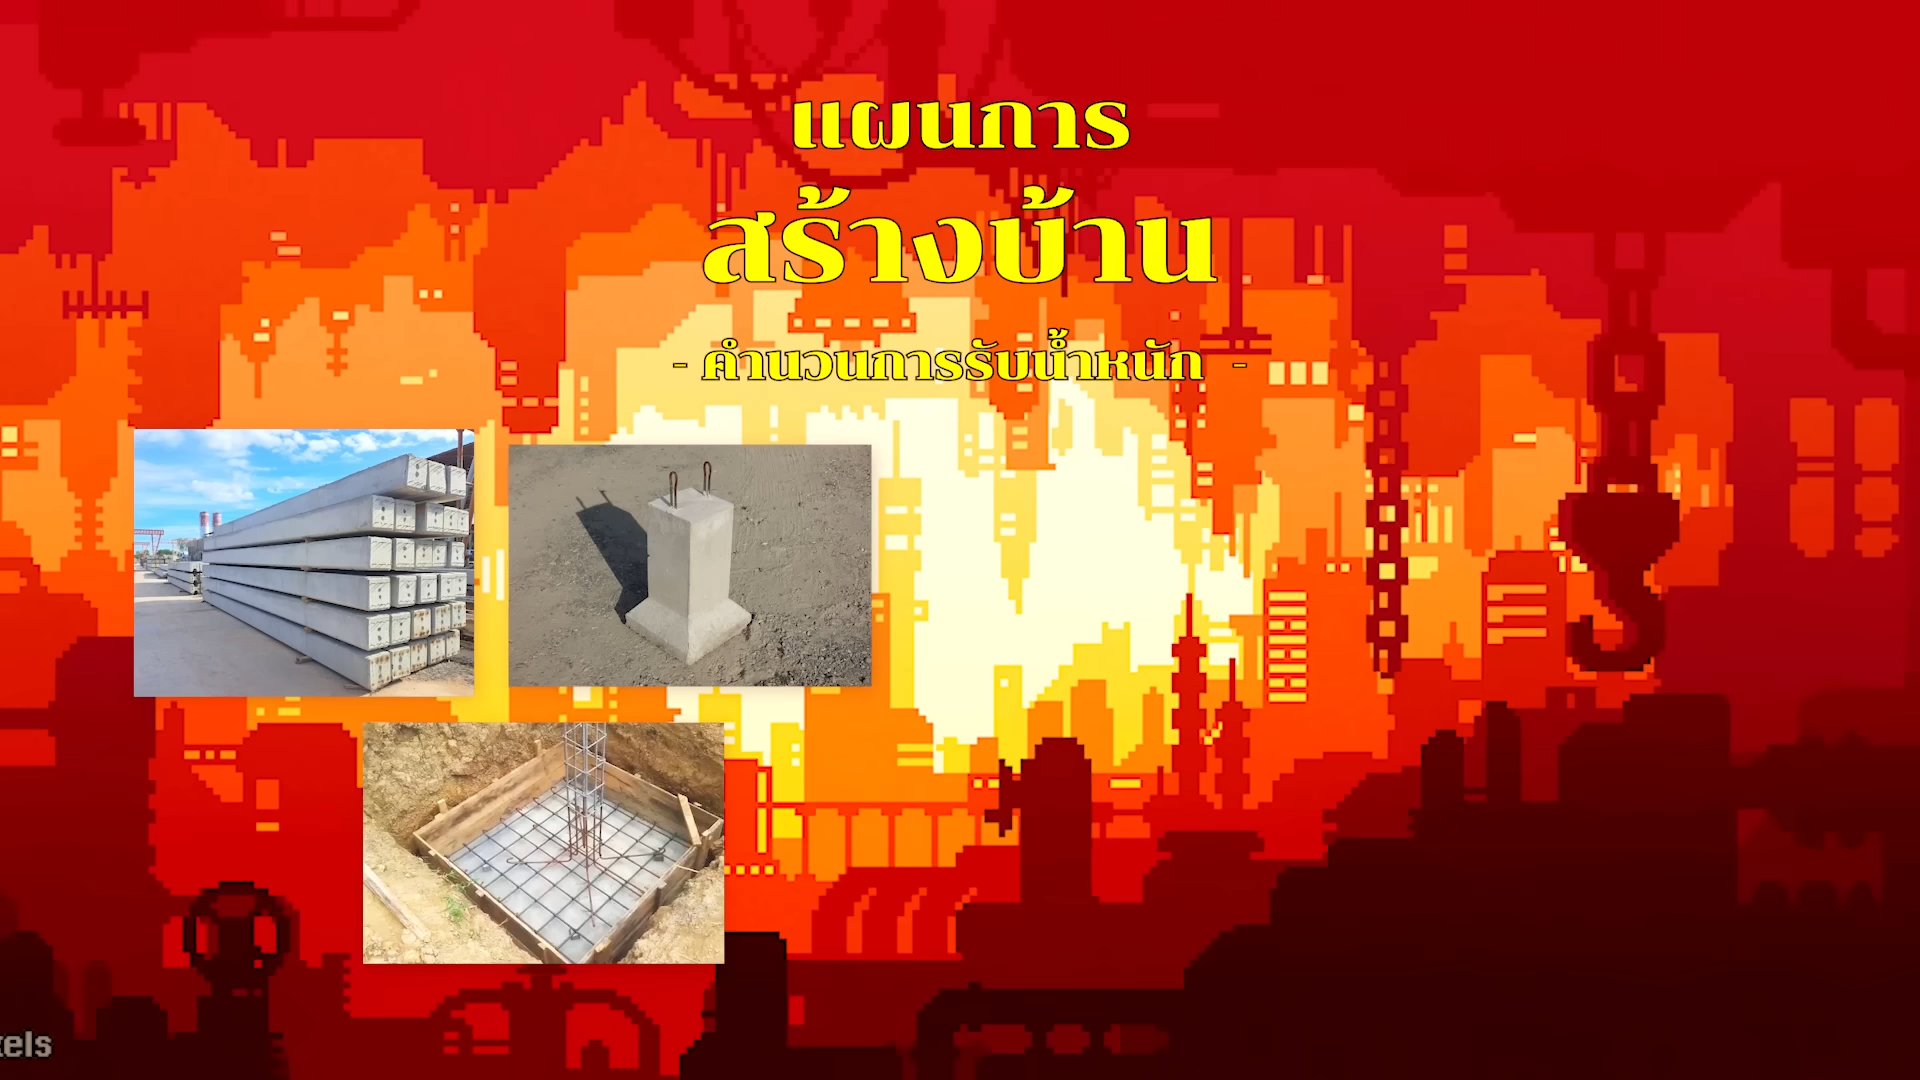 แผนการ
สร้างบ้าน
- คำนวนการรับน้ำหนัก -